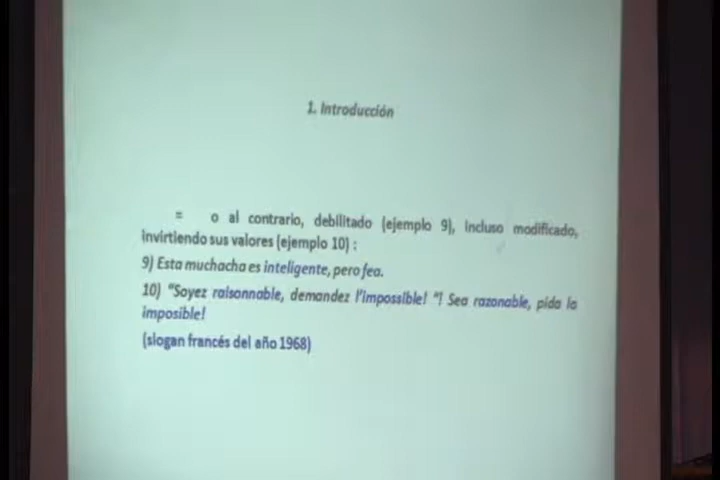 1. Introducción
= o al contrario, debilitado (ejemplo 9), incluso modificado,
invirtiendo sus valores (ejemplo 10) :
9) Esta muchacha es inteligente, pero fea.
10) "Soyez raisonnable, demandez l'impossible! "¡ Sea razonable, pida lo
imposible!
(slogan francés del año 1968)